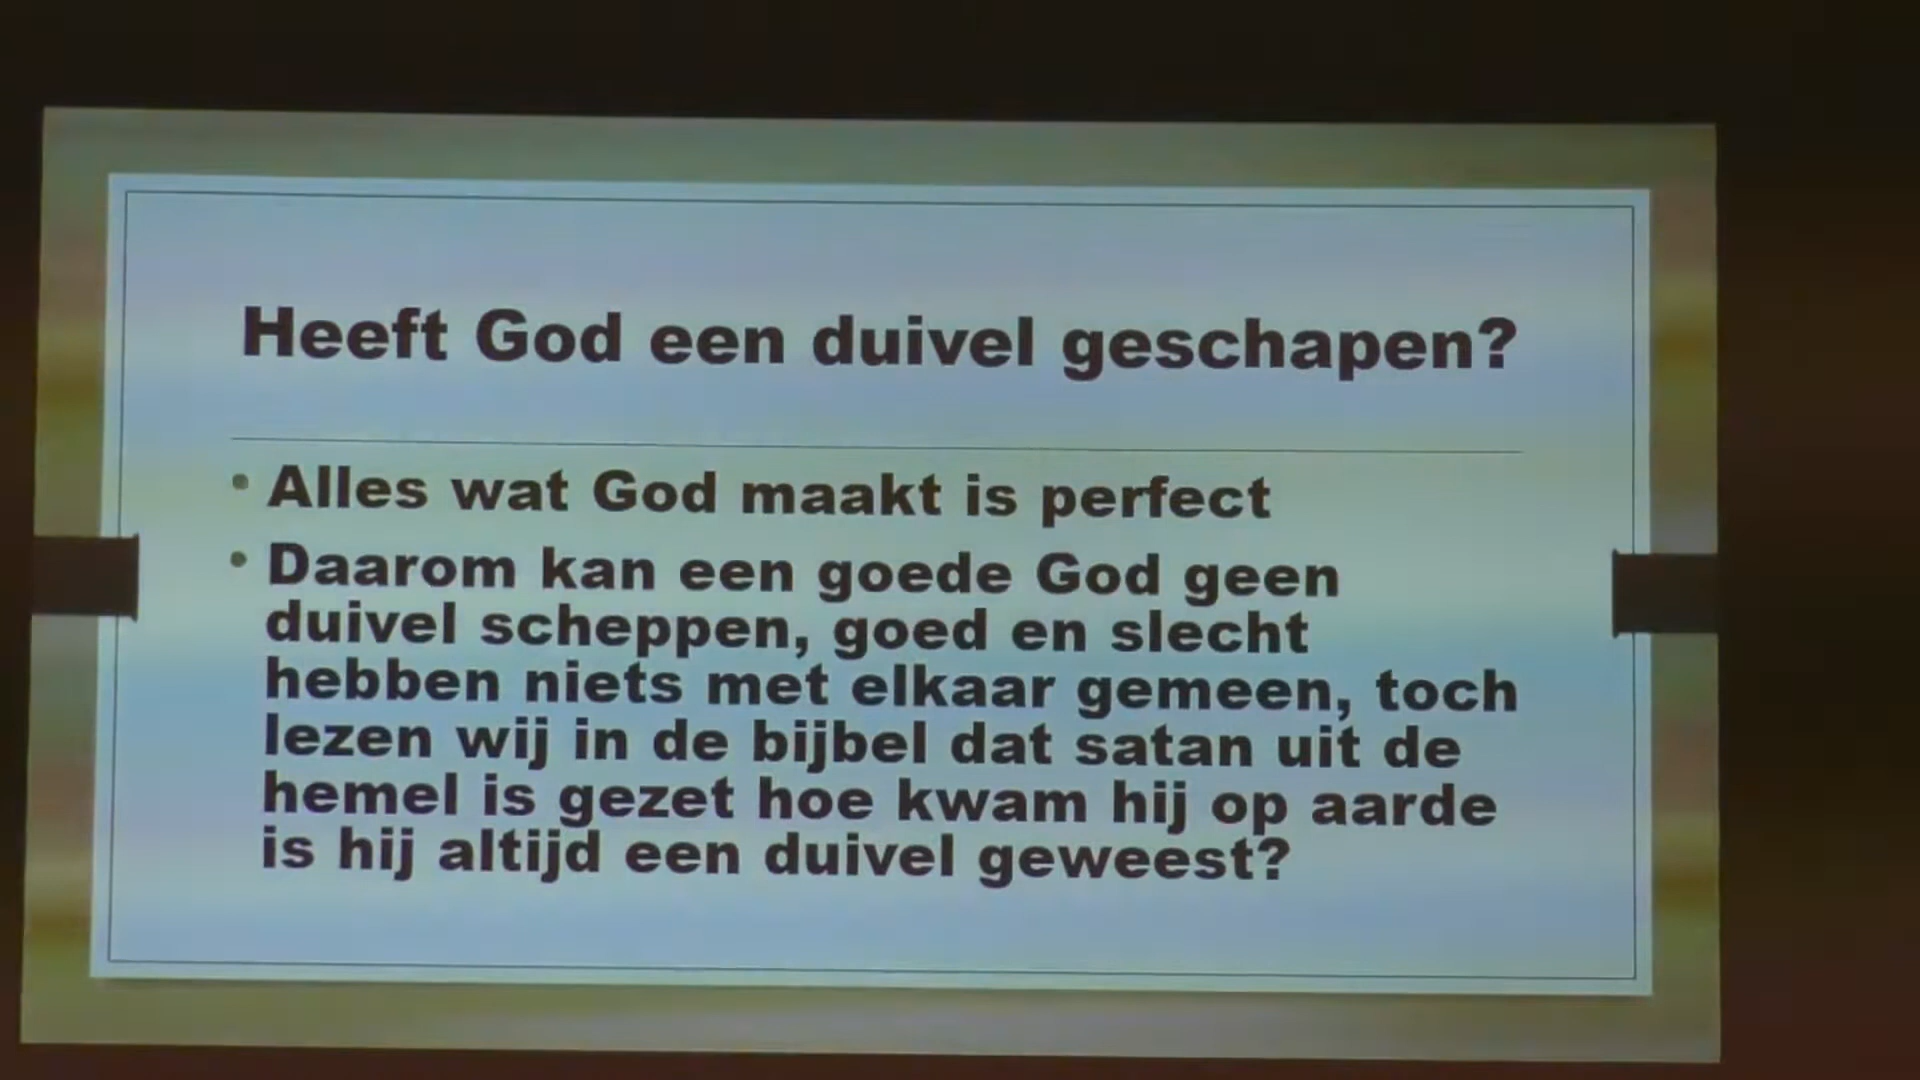 Heeft God een duivel geschapen?
• Alles wat God maakt is perfect
• Daarom kan een goede God geen
duivel scheppen, goed en slecht
hebben niets met elkaar gemeen, toch
lezen wij in de bijbel dat satan uit de
hemel is gezet hoe kwam hij op aarde
is hij altijd een duivel geweest?